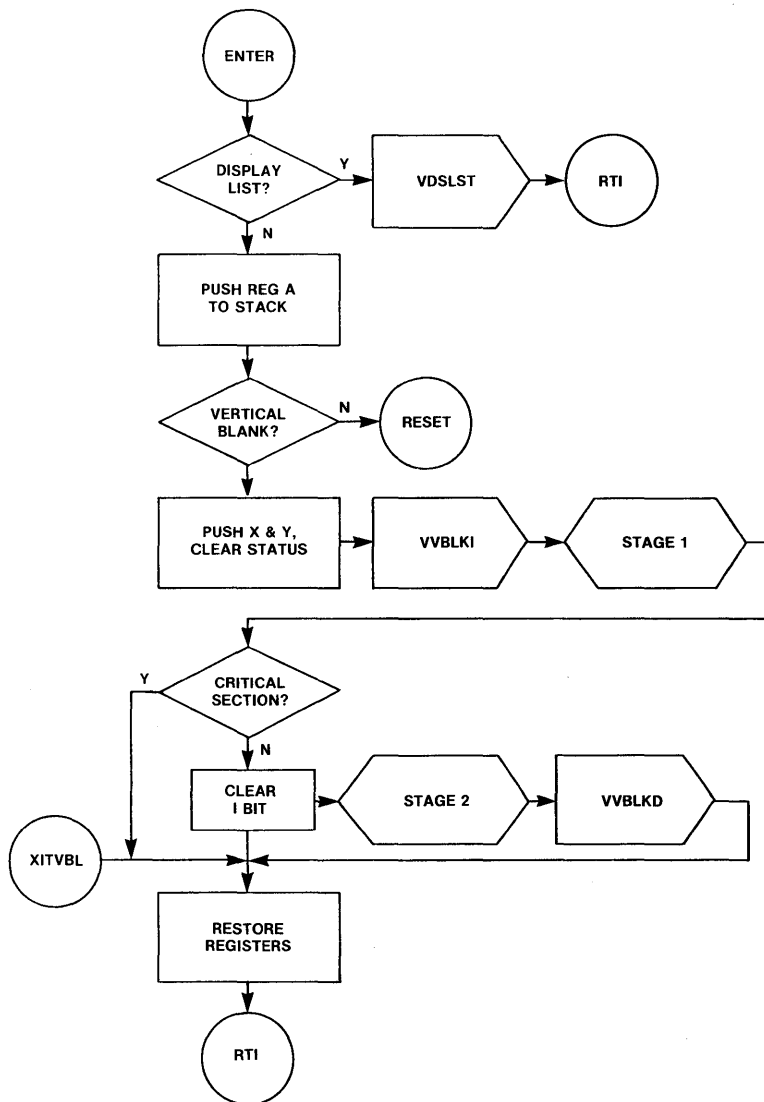 ENTER
DISPLAY
LIST?
Y
VDSLST
RTI
N
PUSH REG A
TO STACK
VERTICAL
BLANK?
N
RESET
PUSH X & Y,
CLEAR STATUS
VVBLKI
STAGE 1
Y
CRITICAL
SECTION?
N
CLEAR
I BIT
STAGE 2
VVBLKD
XITVBL
RESTORE
REGISTERS
RTI